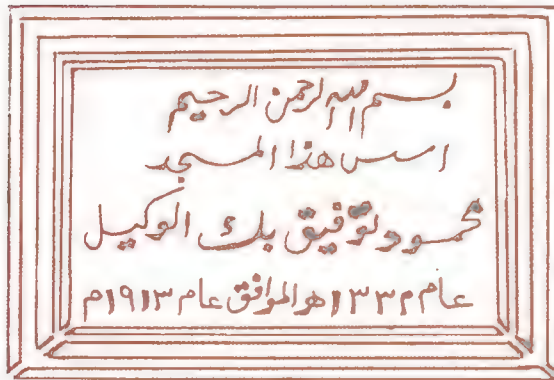 بسم الله الرحمن الرحيم
اسس هذا المسجد
محمود توفيق بك الوكيل
عام ١٣٣٢ هـ الموافق عام ١٩١٣م